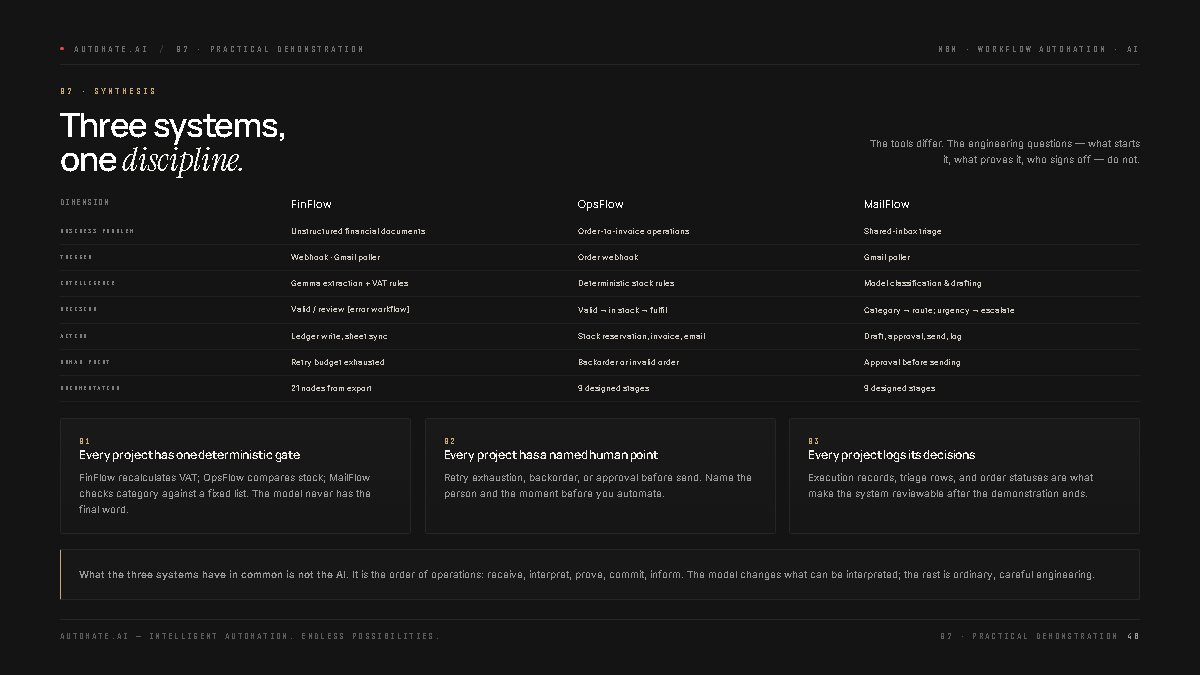 AUTOMATE.AI / 07 · PRACTICAL DEMONSTRATION
N8N · WORKFLOW AUTOMATION · AI
07 · SYNTHESIS
Three systems,
one discipline.
The tools differ. The engineering questions — what starts
it, what proves it, who signs off — do not.
DIMENSION FinFlow OpsFlow MailFlow
BUSINESS PROBLEM Unstructured financial documents Order-to-invoice operations Shared-inbox triage
TRIGGER Webhook · Gmail poller Order webhook Gmail poller
INTELLIGENCE Gemma extraction + VAT rules Deterministic stock rules Model classification & drafting
DECISION Valid / review [error workflow] Valid → in stock → fulfil Category → route; urgency → escalate
ACTION Ledger write, sheet sync Stock reservation, invoice, email Draft, approval, send, log
HUMAN POINT Retry budget exhausted Backorder or invalid order Approval before sending
DOCUMENTATION 21 nodes from export 9 designed stages 9 designed stages
01
Every project has one deterministic gate
FinFlow recalculates VAT; OpsFlow compares stock; MailFlow
checks category against a fixed list. The model never has the
final word.
02
Every project has a named human point
Retry exhaustion, backorder, or approval before send. Name the
person and the moment before you automate.
03
Every project logs its decisions
Execution records, triage rows, and order statuses are what
make the system reviewable after the demonstration ends.
What the three systems have in common is not the AI. It is the order of operations: receive, interpret, prove, commit, inform. The model changes what can be interpreted; the rest is ordinary, careful engineering.
AUTOMATE.AI — INTELLIGENT AUTOMATION. ENDLESS POSSIBILITIES.
07 · PRACTICAL DEMONSTRATION 48